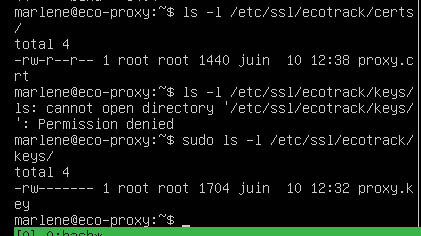 marlene@eco-proxy:~$ ls -l /etc/ssl/ecotrack/certs
/
total 4
-rw-r--r-- 1 root root 1440 juin  10 12:38 proxy.c
rt
marlene@eco-proxy:~$ ls -l /etc/ssl/ecotrack/keys/
ls: cannot open directory '/etc/ssl/ecotrack/keys/
': Permission denied
marlene@eco-proxy:~$ sudo ls -l /etc/ssl/ecotrack/
keys/
total 4
-rw------- 1 root root 1704 juin  10 12:32 proxy.k
ey
marlene@eco-proxy:~$ _
[0] 0:bash*